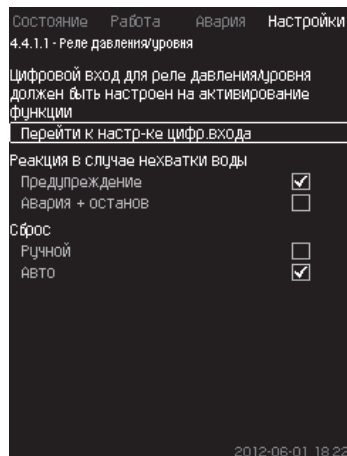 Состояние Работа Авария Настройки
4.4.1.1 - Реле давления/уровня
Цифровой вход для реле давления/уровня
должен быть настроен на активирование
функции
Перейти к настр-ке цифр.входа
Реакция в случае нехватки воды
Предупреждение
Авария + останов
Сброс
Ручной
Авто
2012-06-01 18:22